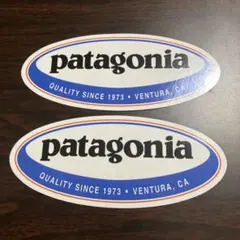 patagonia
QUALITY SINCE 1973 • VENTURA, CA
patagonia
QUALITY SINCE 1973 • VENTURA, CA